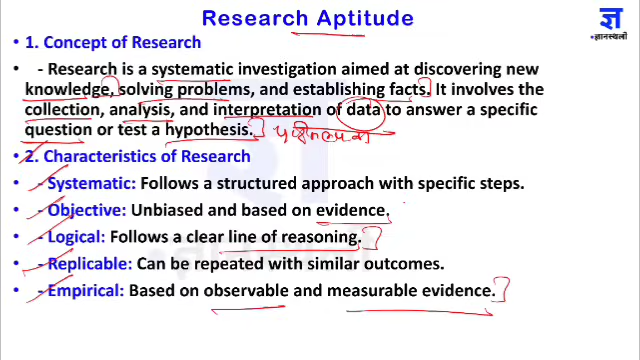 Research Aptitude
ज्ञ
ज्ञानस्थली
• 1. Concept of Research
• - Research is a systematic investigation aimed at discovering new
knowledge, solving problems, and establishing facts. It involves the
collection, analysis, and interpretation of data to answer a specific
question or test a hypothesis.
• 2. Characteristics of Research
• - Systematic: Follows a structured approach with specific steps.
• - Objective: Unbiased and based on evidence.
• - Logical: Follows a clear line of reasoning.
• - Replicable: Can be repeated with similar outcomes.
• - Empirical: Based on observable and measurable evidence.